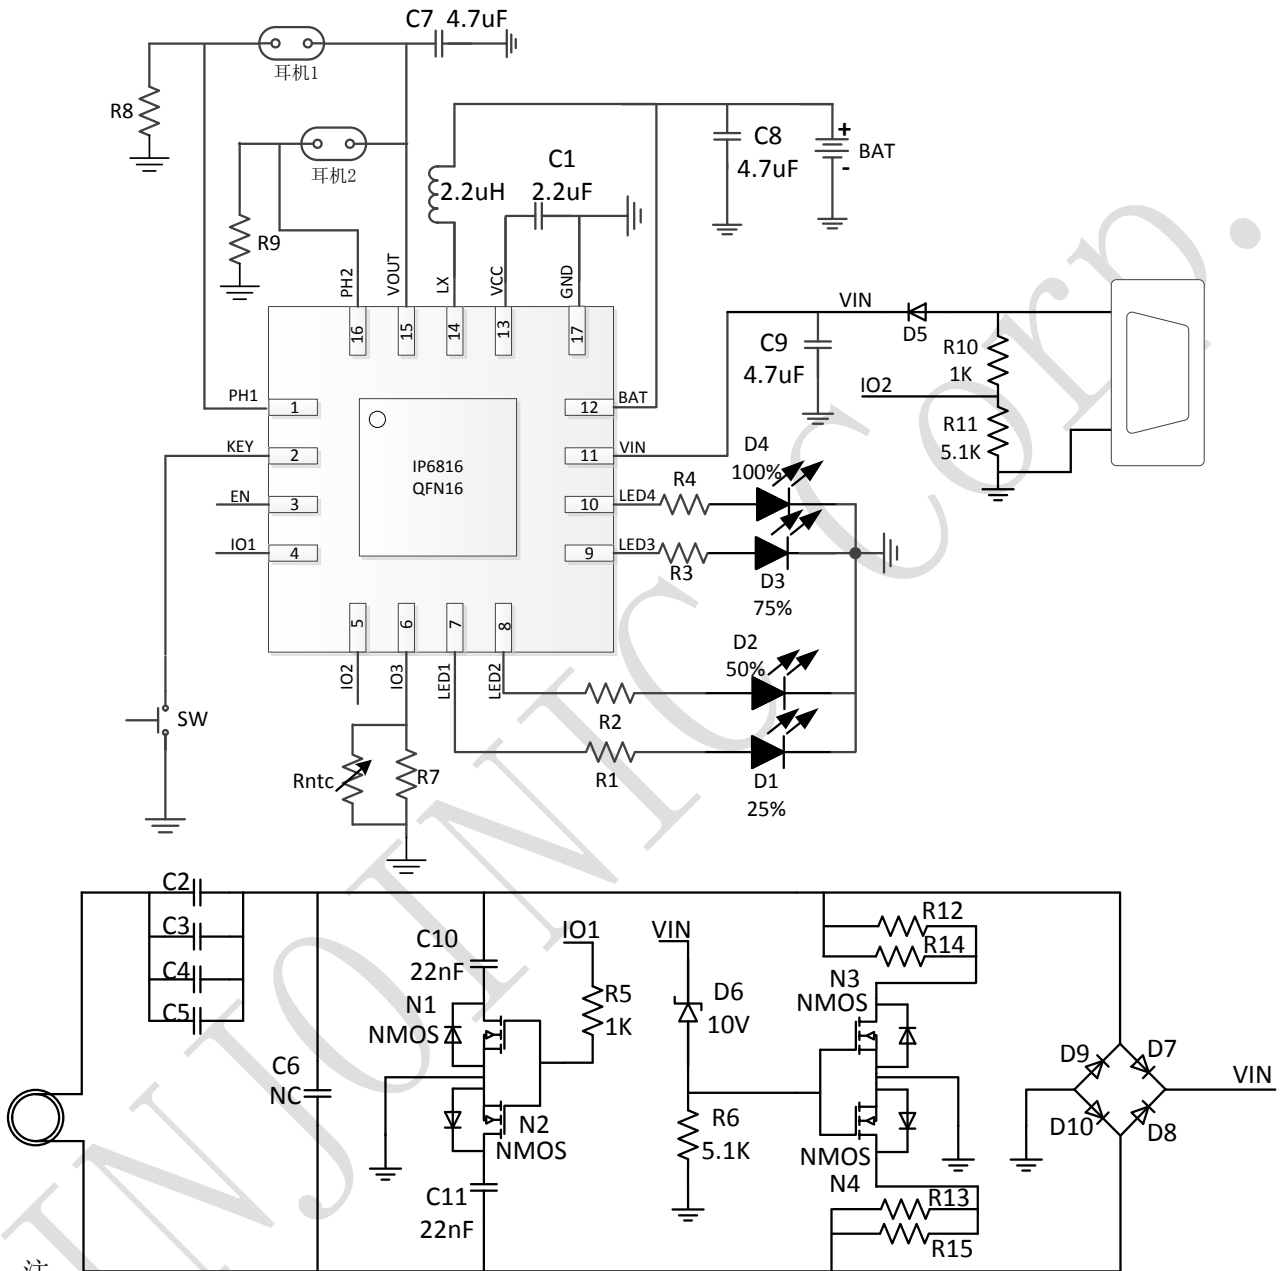 C7 4.7uF
耳机1
R8
耳机2
R9
2.2uH
C1
2.2uF
C8
4.7uF
+
BAT
-
PH2
VOUT
LX
VCC
GND
16
15
14
13
17
VIN
D5
C9
4.7uF
R10
1K
IO2
R11
5.1K
PH1
1
12
BAT
KEY
2
11
VIN
IP6816
QFN16
EN
3
10
LED4
R4
D4
100%
IO1
4
9
LED3
R3
D3
75%
5
6
7
8
IO2
IO3
LED1
LED2
D2
50%
R2
R1
D1
25%
SW
Rntc
R7
C2
C3
C4
C5
C6
NC
C10
22nF
IO1
R5
1K
N1
NMOS
N2
NMOS
C11
22nF
VIN
D6
10V
R6
5.1K
R12
R14
N3
NMOS
NMOS
N4
R13
R15
D9
D7
D10
D8
VIN
注
INJOINIC Corp.